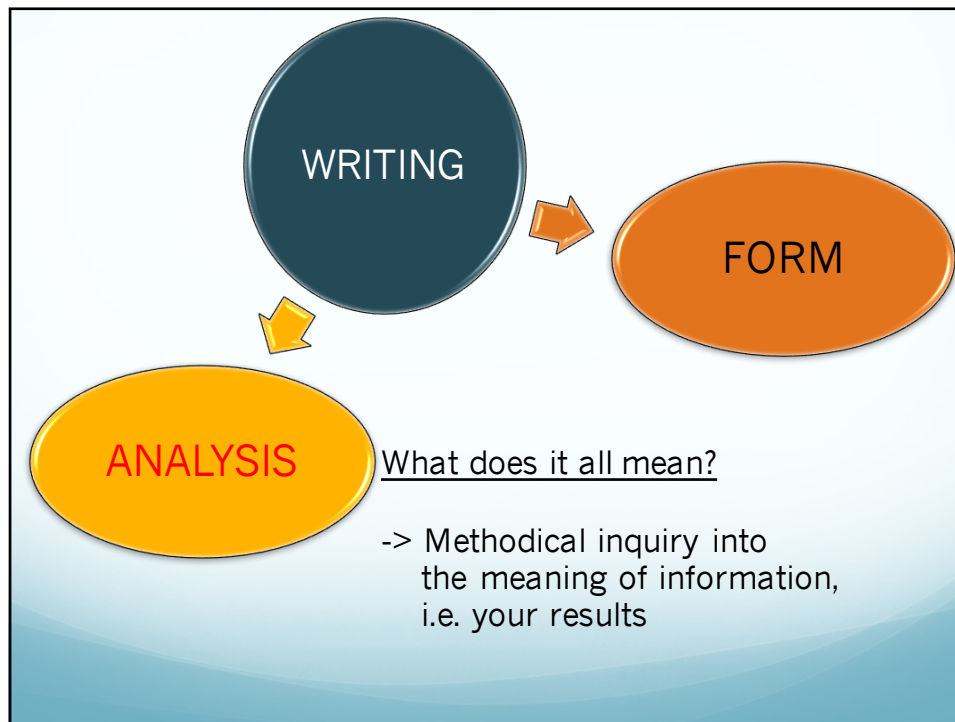 WRITING
FORM
ANALYSIS
What does it all mean?
-> Methodical inquiry into
the meaning of information,
i.e. your results